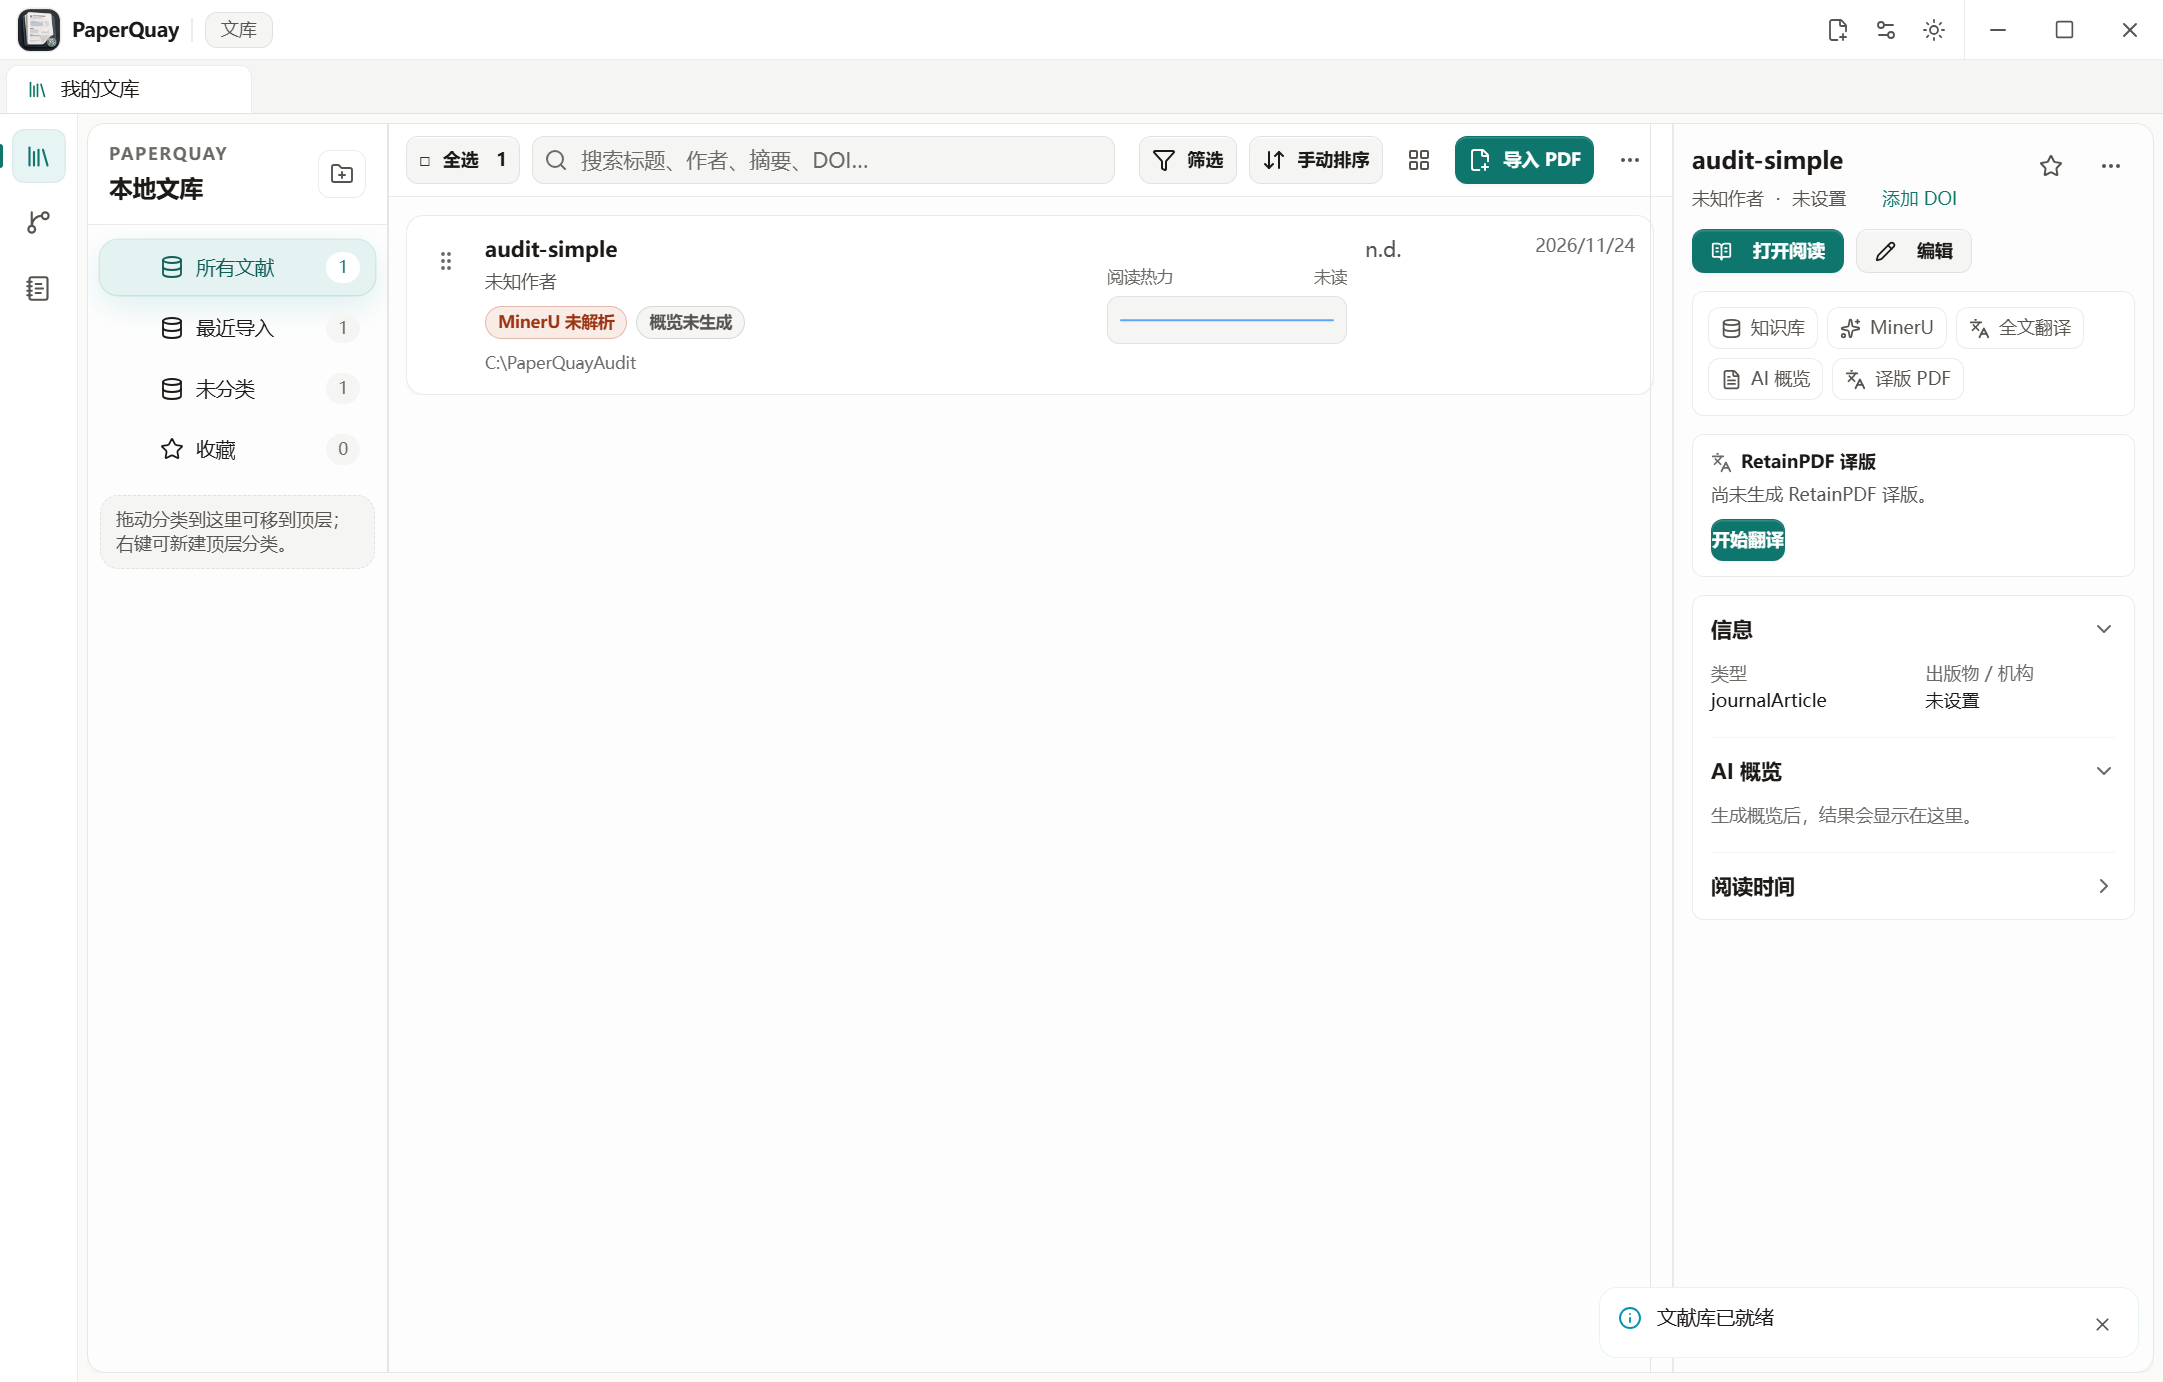 PaperQuay
文库
我的文库
PAPERQUAY
本地文库
所有文献 1
最近导入 1
未分类 1
收藏 0
拖动分类到这里可移到顶层；
右键可新建顶层分类。
全选 1
搜索标题、作者、摘要、DOI...
筛选
手动排序
导入 PDF
audit-simple
未知作者
MinerU 未解析
概览未生成
C:\PaperQuayAudit
阅读热力 未读
n.d.
2026/11/24
audit-simple
未知作者 · 未设置 添加 DOI
打开阅读 编辑
知识库 MinerU 全文翻译
AI 概览 译版 PDF
RetainPDF 译版
尚未生成 RetainPDF 译版。
开始翻译
信息
类型 出版物 / 机构
journalArticle 未设置
AI 概览
生成概览后，结果会显示在这里。
阅读时间
文献库已就绪